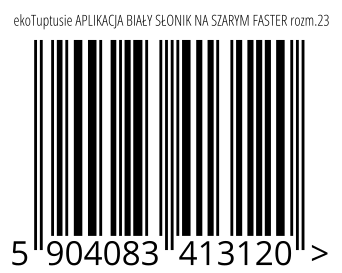 ekoTuptusie APLIKACJA BIAŁY SŁONIK NA SZARYM FASTER rozm.23
5 904083 413120 >